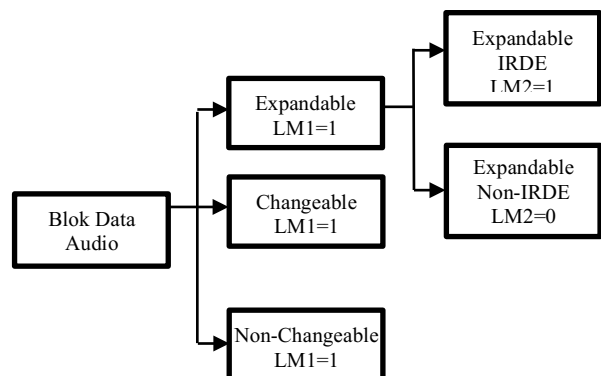 Expandable
IRDE
LM2=1
Expandable
LM1=1
Expandable
Non-IRDE
LM2=0
Changeable
LM1=1
Blok Data
Audio
Non-Changeable
LM1=1